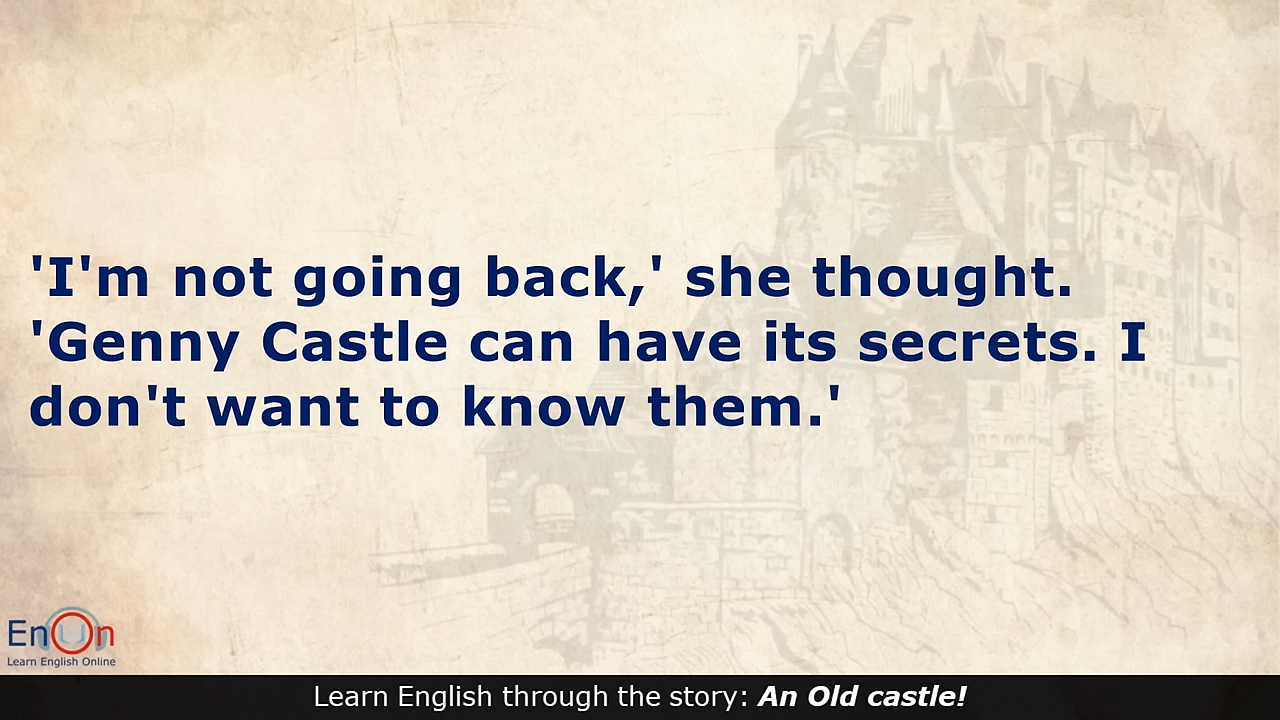 'I'm not going back,' she thought.
'Genny Castle can have its secrets. I
don't want to know them.'
EnOn
Learn English Online
Learn English through the story: An Old castle!